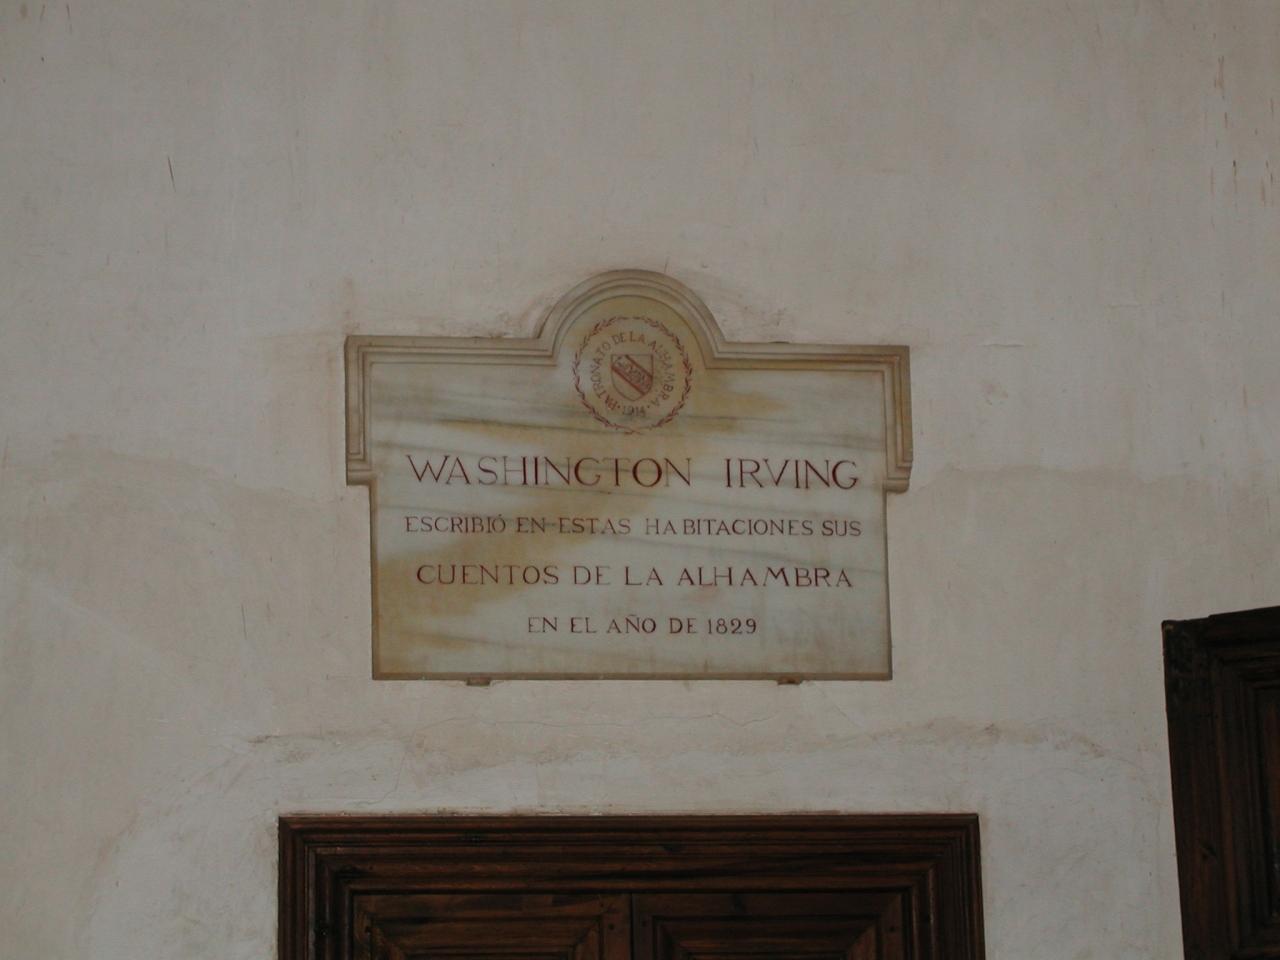 PATRONATO DE LA ALHAMBRA
·1914·
WASHINGTON IRVING
ESCRIBIÓ EN ESTAS HABITACIONES SUS
CUENTOS DE LA ALHAMBRA
EN EL AÑO DE 1829